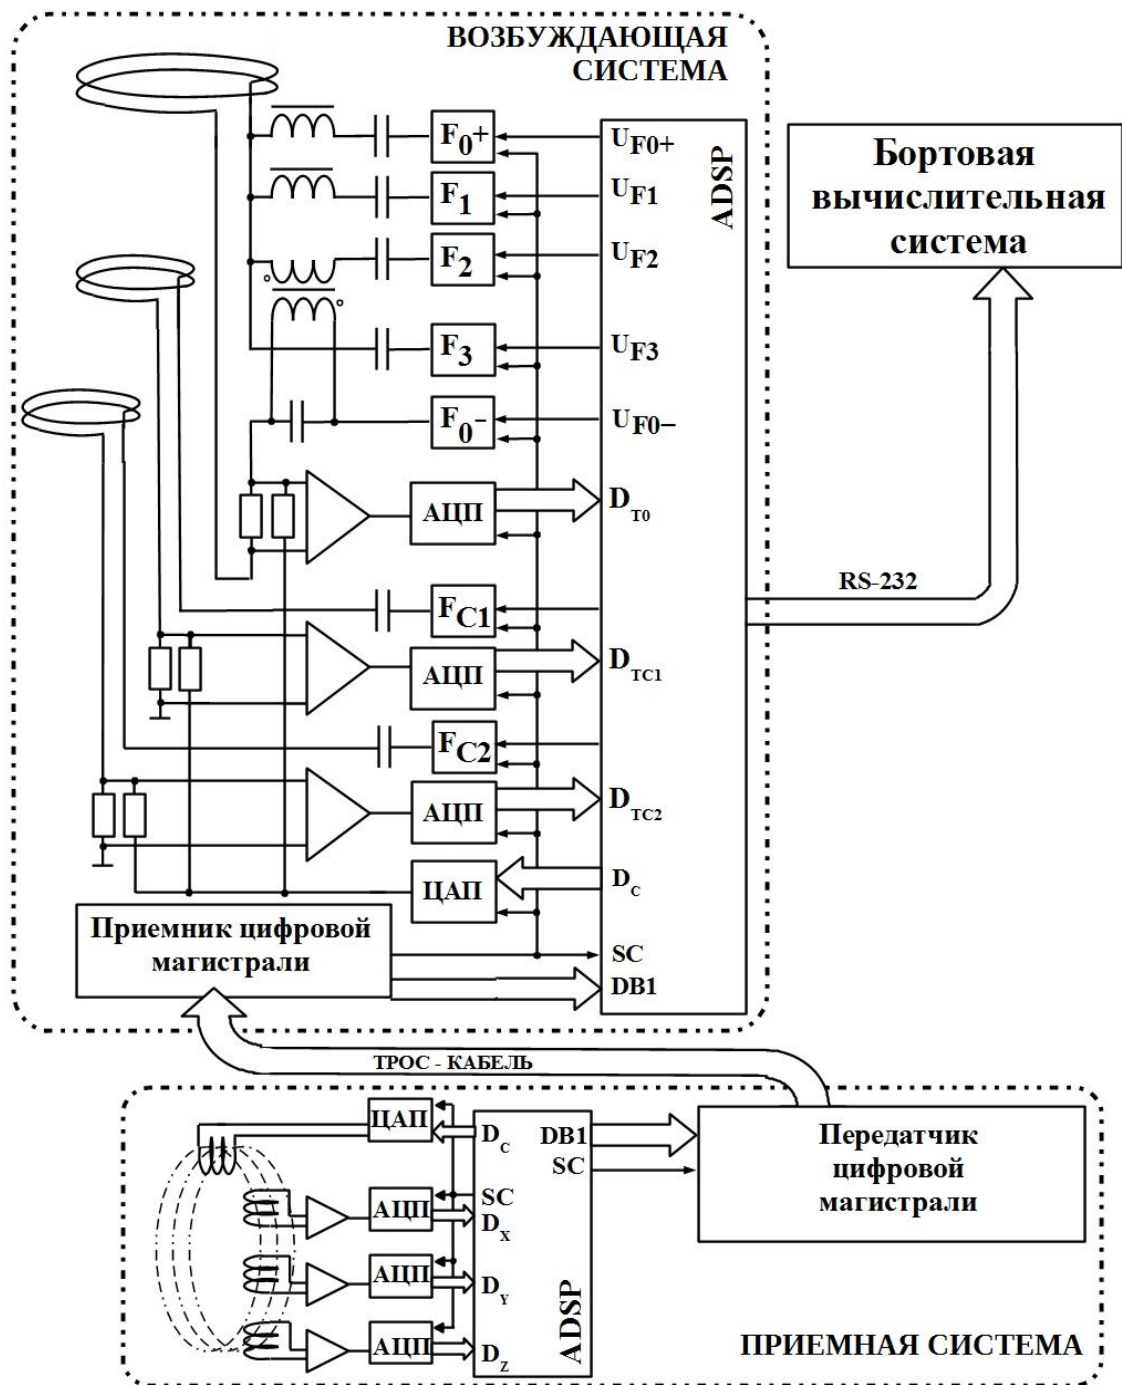 ВОЗБУЖДАЮЩАЯ
СИСТЕМА
ADSP
F0+
UF0+
F1
UF1
F2
UF2
F3
UF3
F0−
UF0−
АЦП
DT0
FC1
АЦП
DTC1
FC2
АЦП
DTC2
ЦАП
DC
SC
DB1
Приемник цифровой
магистрали
Бортовая
вычислительная
система
RS-232
ТРОС - КАБЕЛЬ
ЦАП
DC
DB1
SC
ADSP
SC
АЦП
DX
АЦП
DY
АЦП
DZ
Передатчик
цифровой
магистрали
ПРИЕМНАЯ СИСТЕМА